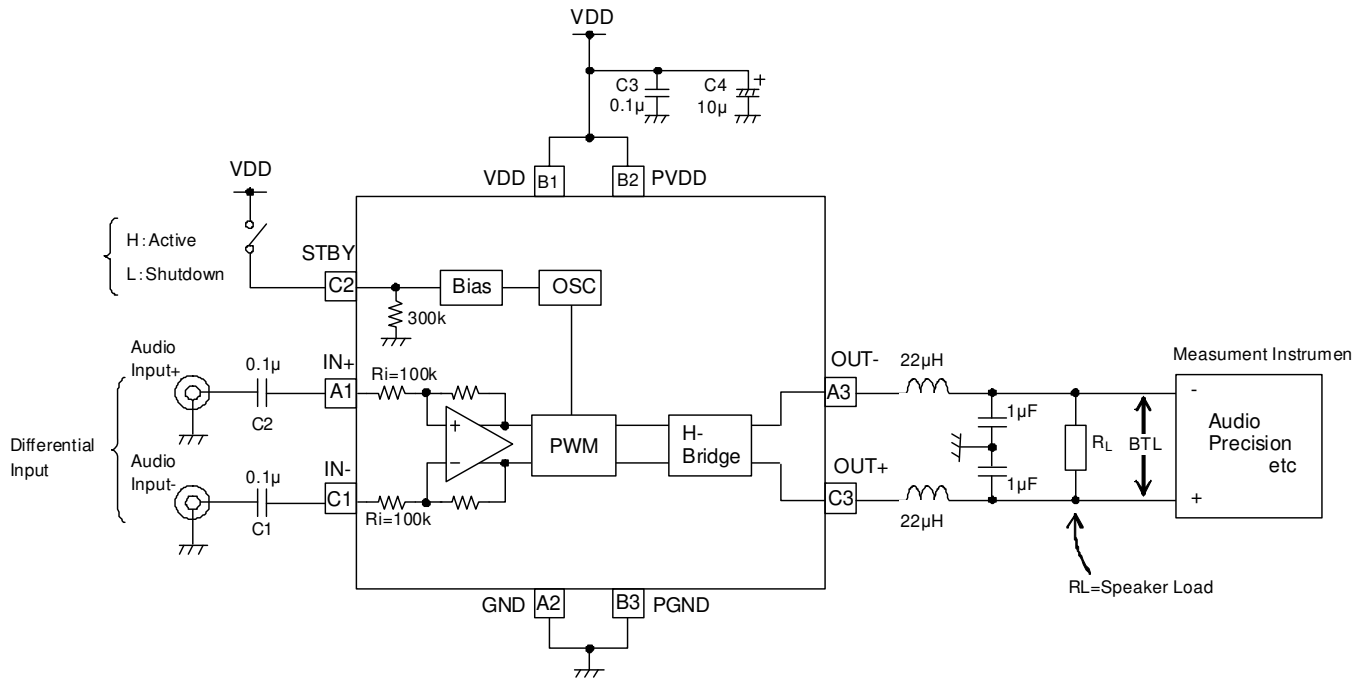 VDD
C3
0.1µ
C4
+
10µ
VDD
B1
B2
PVDD
VDD
H : Active
L : Shutdown
STBY
C2
Bias
OSC
300k
Audio
Input+
0.1µ
C2
IN+
A1
Ri=100k
+
−
PWM
H-
Bridge
OUT-
A3
22µH
1µF
1µF
RL
BTL
Measument Instrumen
-
Audio
Precision
etc
+
Differential
Input
Audio
Input-
0.1µ
C1
IN-
C1
Ri=100k
OUT+
C3
22µH
RL=Speaker Load
GND
A2
B3
PGND